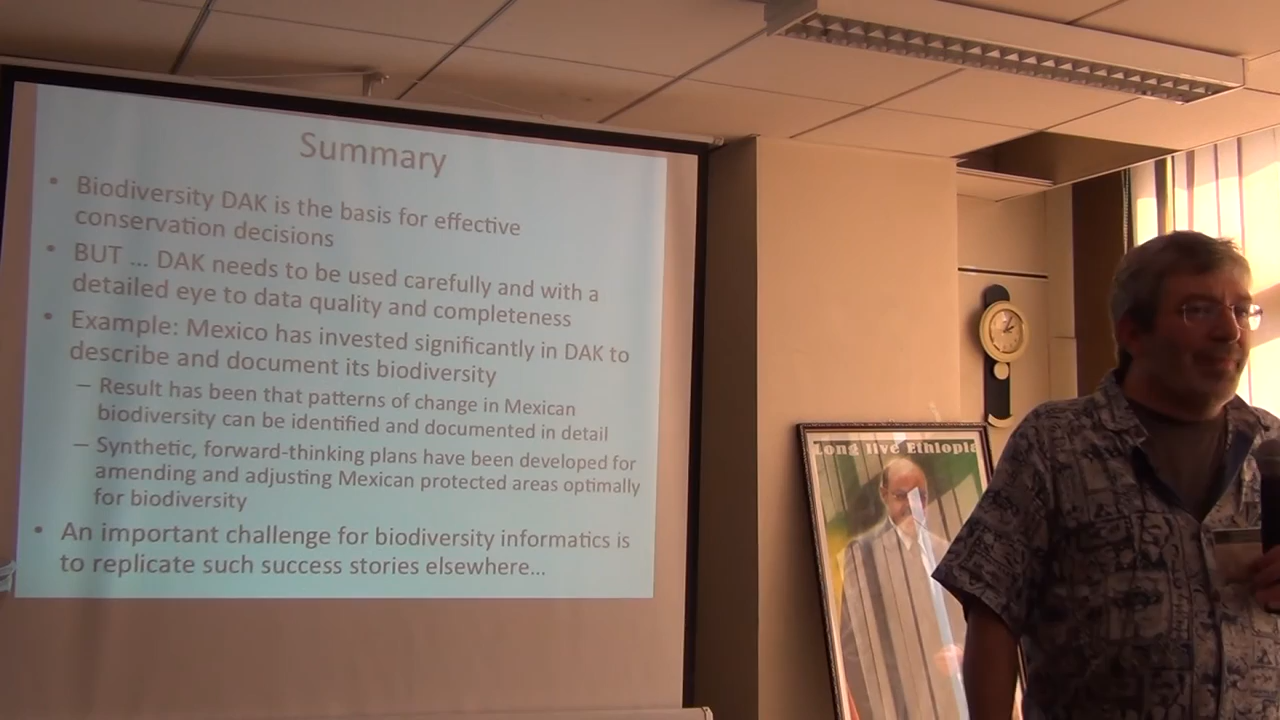 Summary
• Biodiversity DAK is the basis for effective
conservation decisions
• BUT ... DAK needs to be used carefully and with a
detailed eye to data quality and completeness
• Example: Mexico has invested significantly in DAK to
describe and document its biodiversity
– Result has been that patterns of change in Mexican
biodiversity can be identified and documented in detail
– Synthetic, forward-thinking plans have been developed for
amending and adjusting Mexican protected areas optimally
for biodiversity
• An important challenge for biodiversity informatics is
to replicate such success stories elsewhere...
Long live Ethiopia